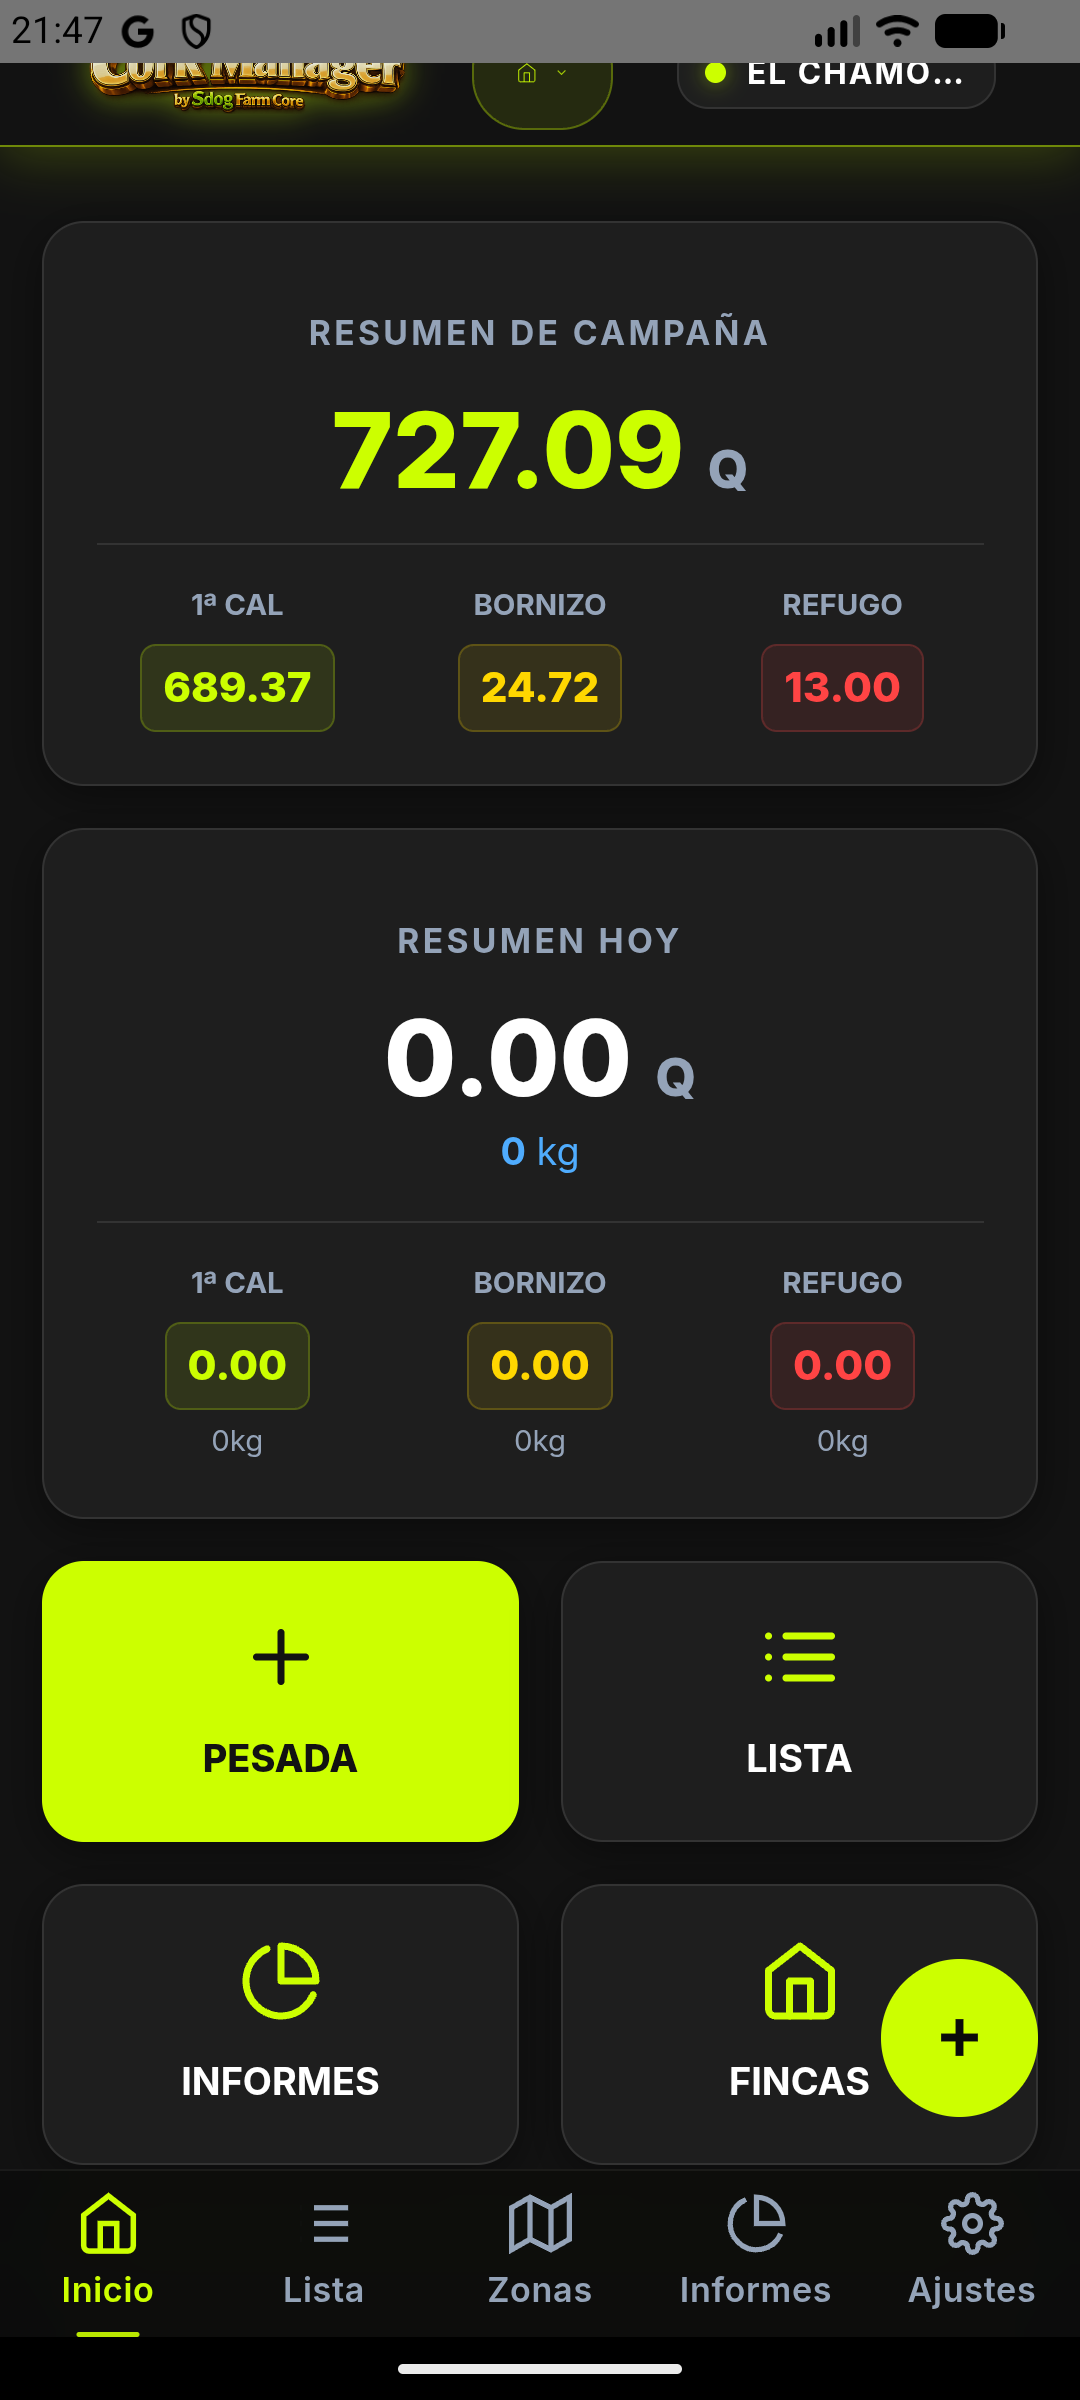 21:47
Cork Manager
by Sdog Farm Core
EL CHAMO...
RESUMEN DE CAMPAÑA
727.09 Q
1ª CAL BORNIZO REFUGO
689.37 24.72 13.00
RESUMEN HOY
0.00 Q
0 kg
1ª CAL BORNIZO REFUGO
0.00 0.00 0.00
0kg 0kg 0kg
PESADA LISTA
INFORMES FINCAS
+
Inicio Lista Zonas Informes Ajustes